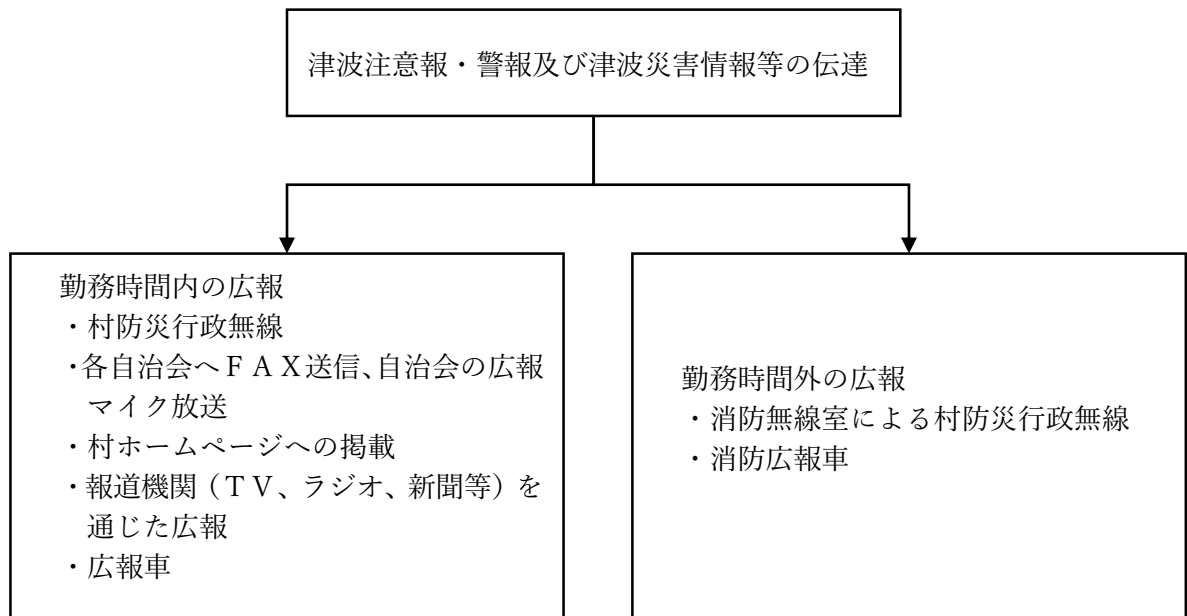 津波注意報・警報及び津波災害情報等の伝達
勤務時間内の広報
・村防災行政無線
・各自治会へＦＡＸ送信、自治会の広報
マイク放送
・村ホームページへの掲載
・報道機関（ＴＶ、ラジオ、新聞等）を
通じた広報
・広報車
勤務時間外の広報
・消防無線室による村防災行政無線
・消防広報車